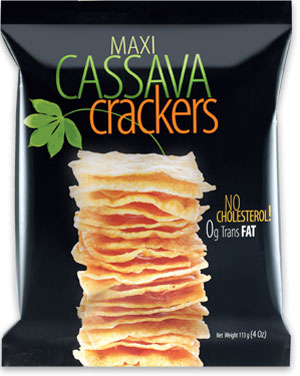 MAXI
CASSAVA
crackers
NO
CHOLESTEROL!
0g Trans FAT
Net Weight 113 g (4 Oz)